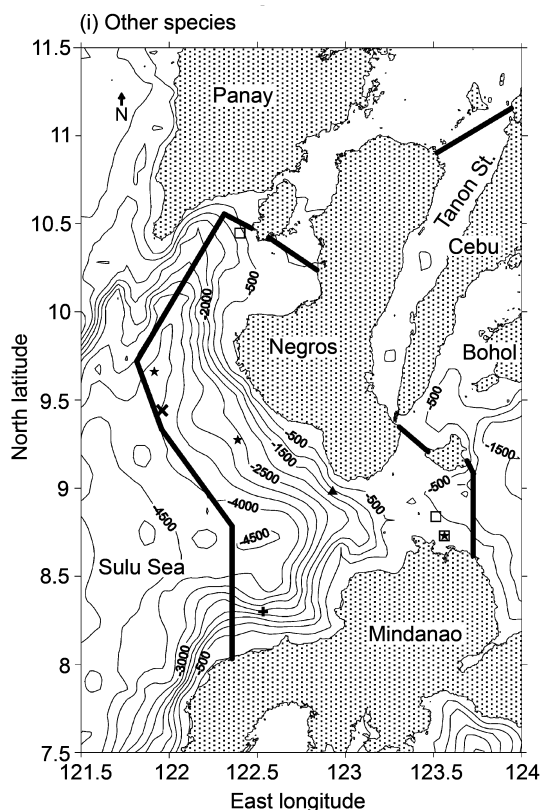 (i) Other species
11.5
11
10.5
10
9.5
9
8.5
8
7.5
North latitude
121.5 122 122.5 123 123.5 124
East longitude
N
Panay
Tanon St.
Cebu
Negros
Bohol
Sulu Sea
Mindanao
-2000
-500
-500
-1500
-500
-1500
-2500
-500
-500
-4000
-4500
-4500
-3000
-500